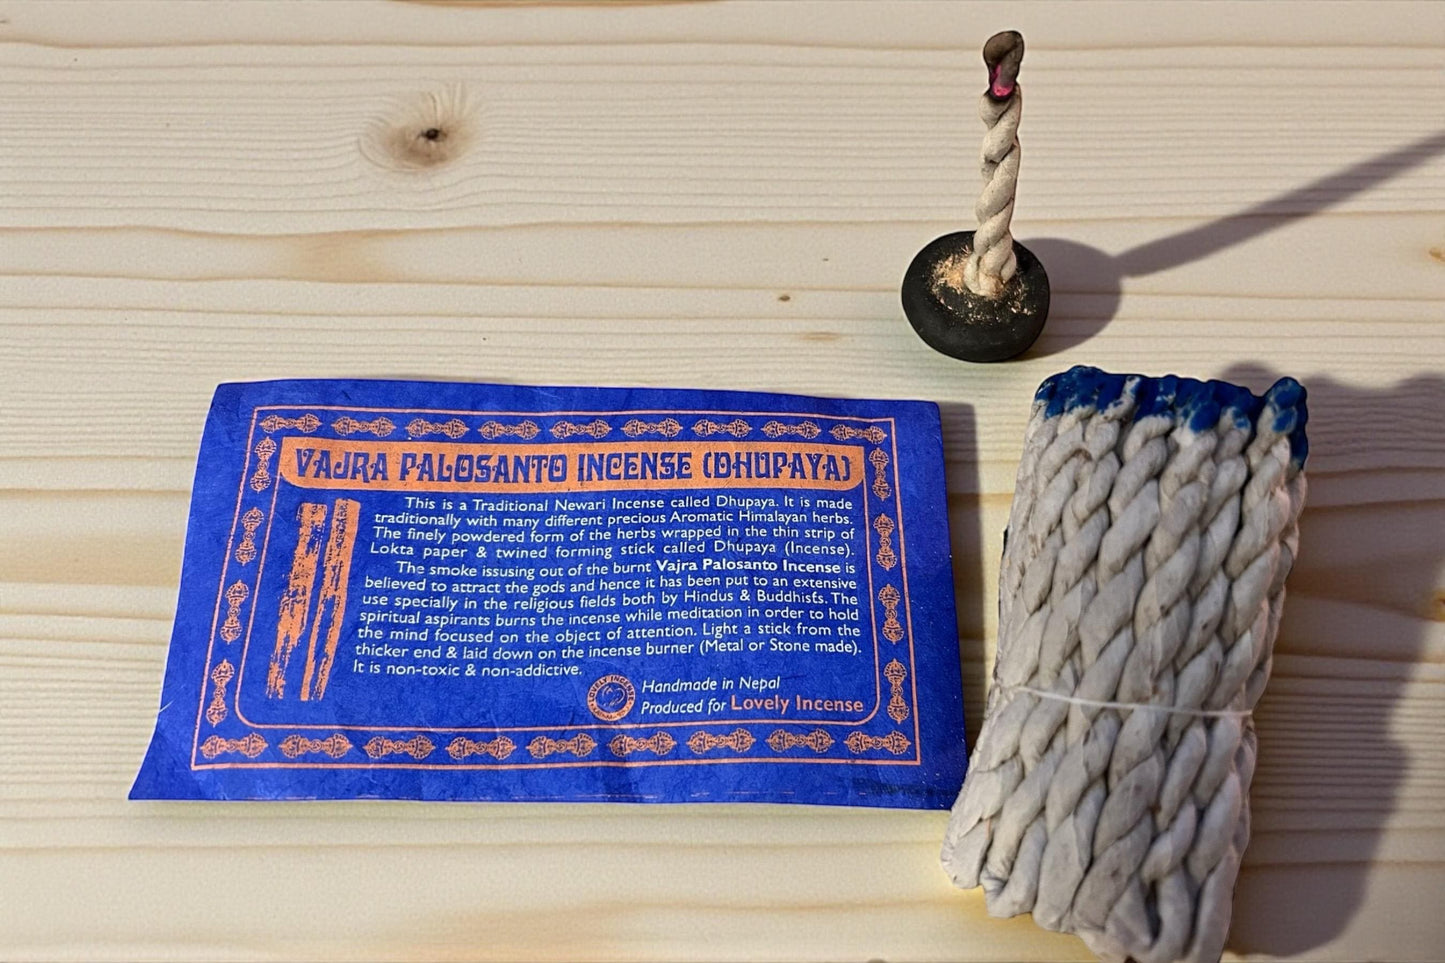 VAJRA PALOSANTO INCENSE (DHUPAYA)
This is a Traditional Newari Incense called Dhupaya. It is made
traditionally with many different precious Aromatic Himalayan herbs.
The finely powdered form of the herbs wrapped in the thin strip of
Lokta paper & twined forming stick called Dhupaya (Incense).
The smoke issusing out of the burnt Vajra Palosanto Incense is
believed to attract the gods and hence it has been put to an extensive
use specially in the religious fields both by Hindus & Buddhists. The
spiritual aspirants burns the incense while meditation in order to hold
the mind focused on the object of attention. Light a stick from the
thicker end & laid down on the incense burner (Metal or Stone made).
It is non-toxic & non-addictive.
LOVELY INCENSE
Handmade in Nepal
Produced for Lovely Incense